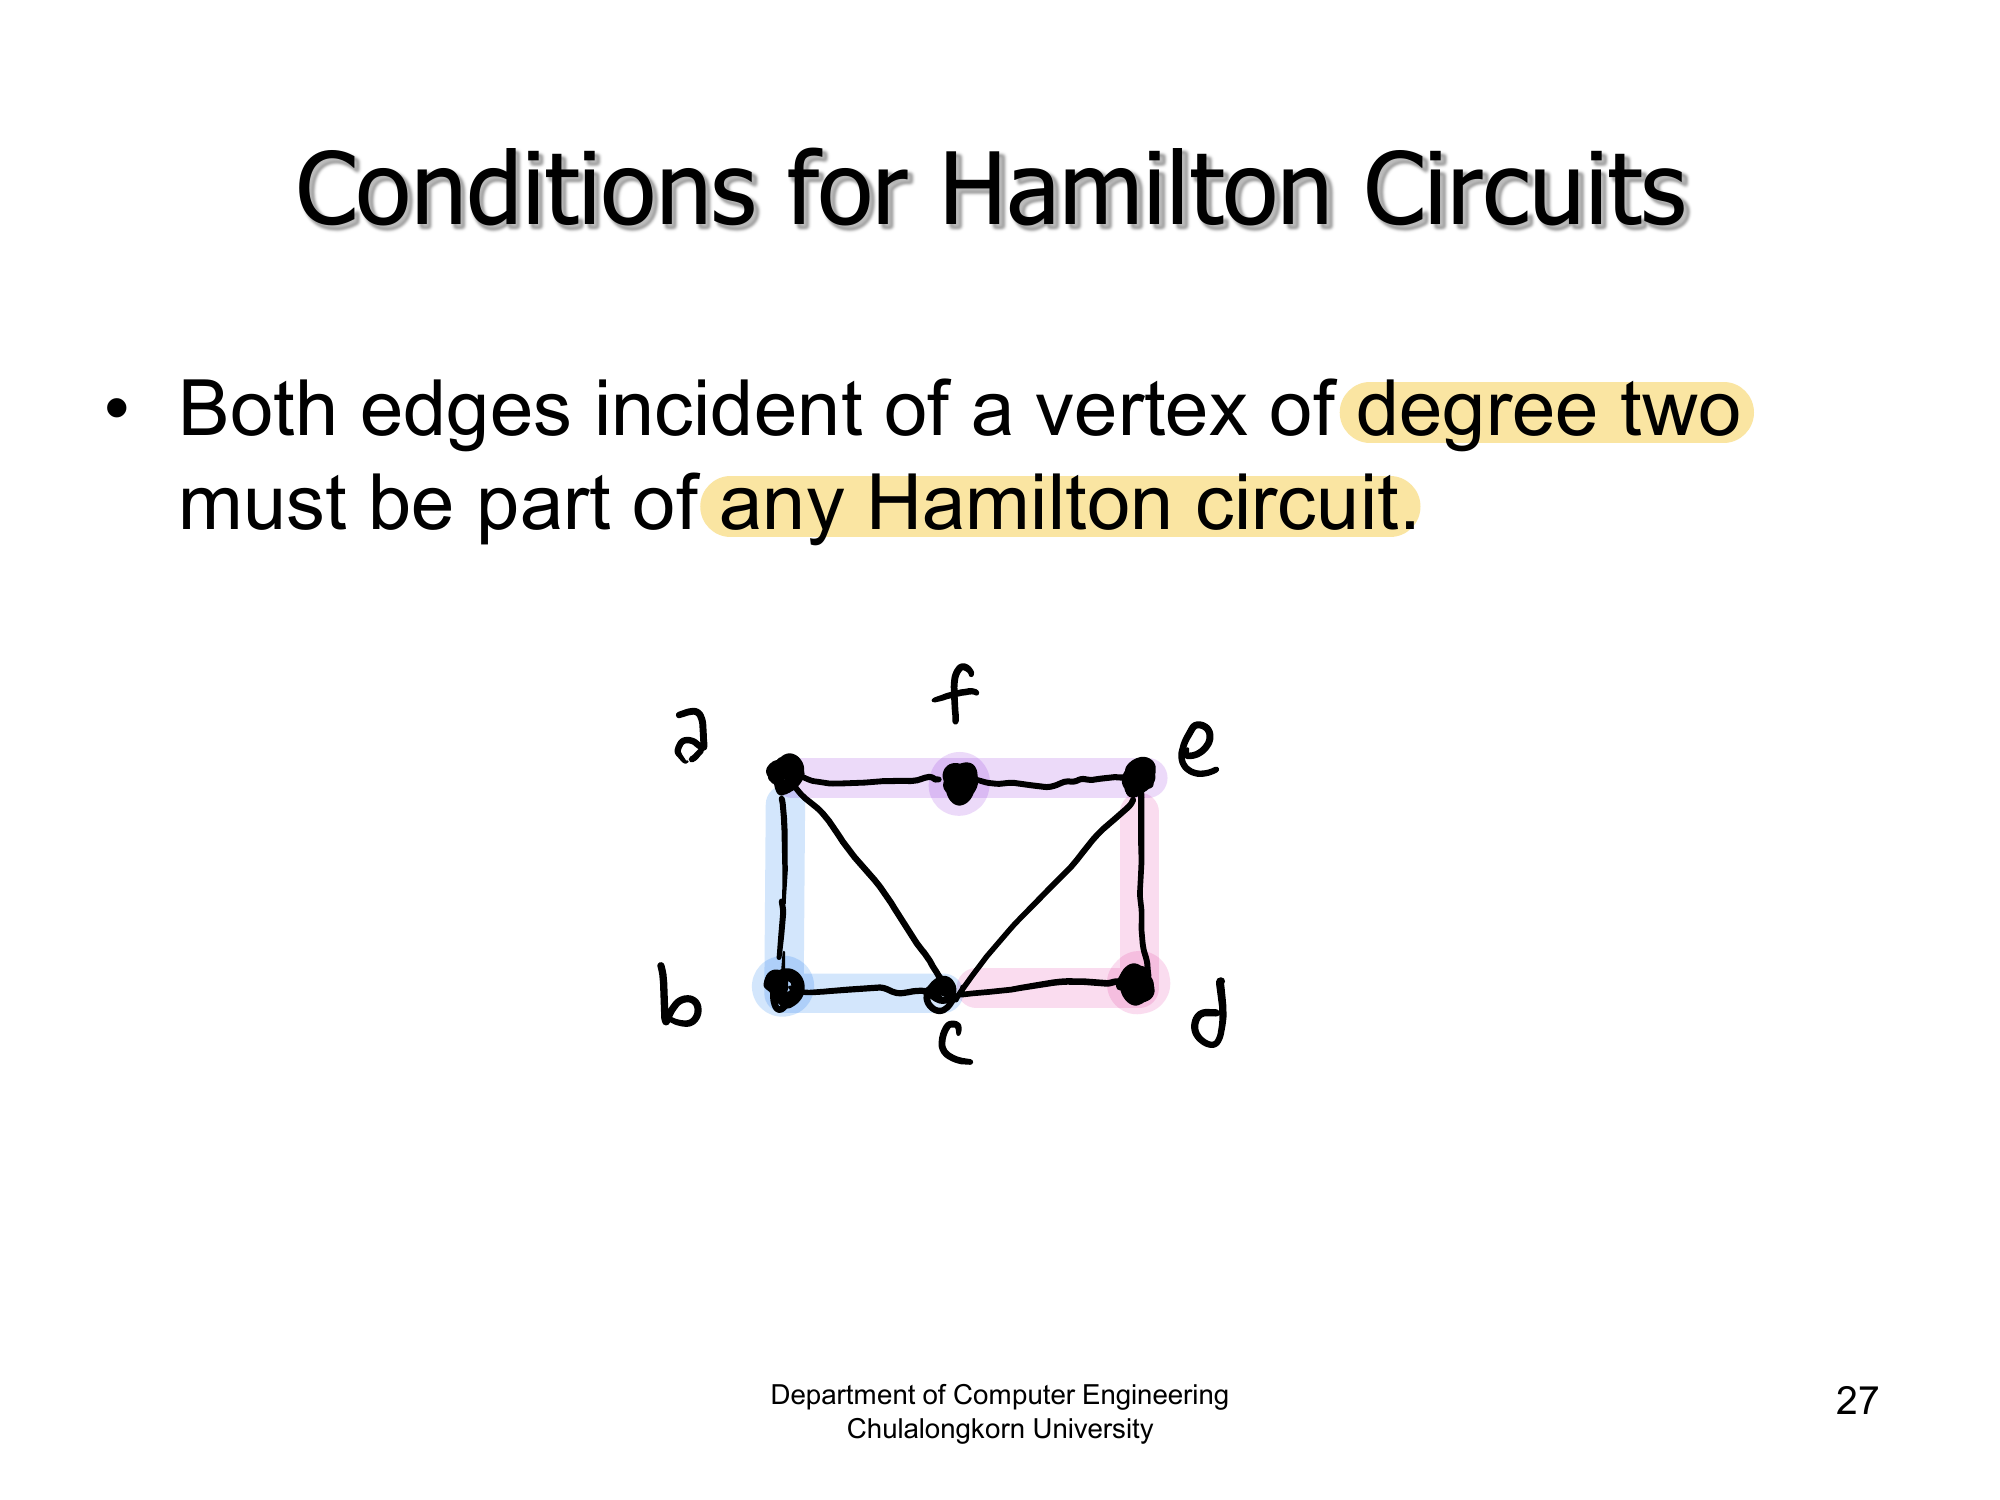 Conditions for Hamilton Circuits
• Both edges incident of a vertex of degree two
must be part of any Hamilton circuit.
f
a
e
b
c
d
Department of Computer Engineering
Chulalongkorn University
27